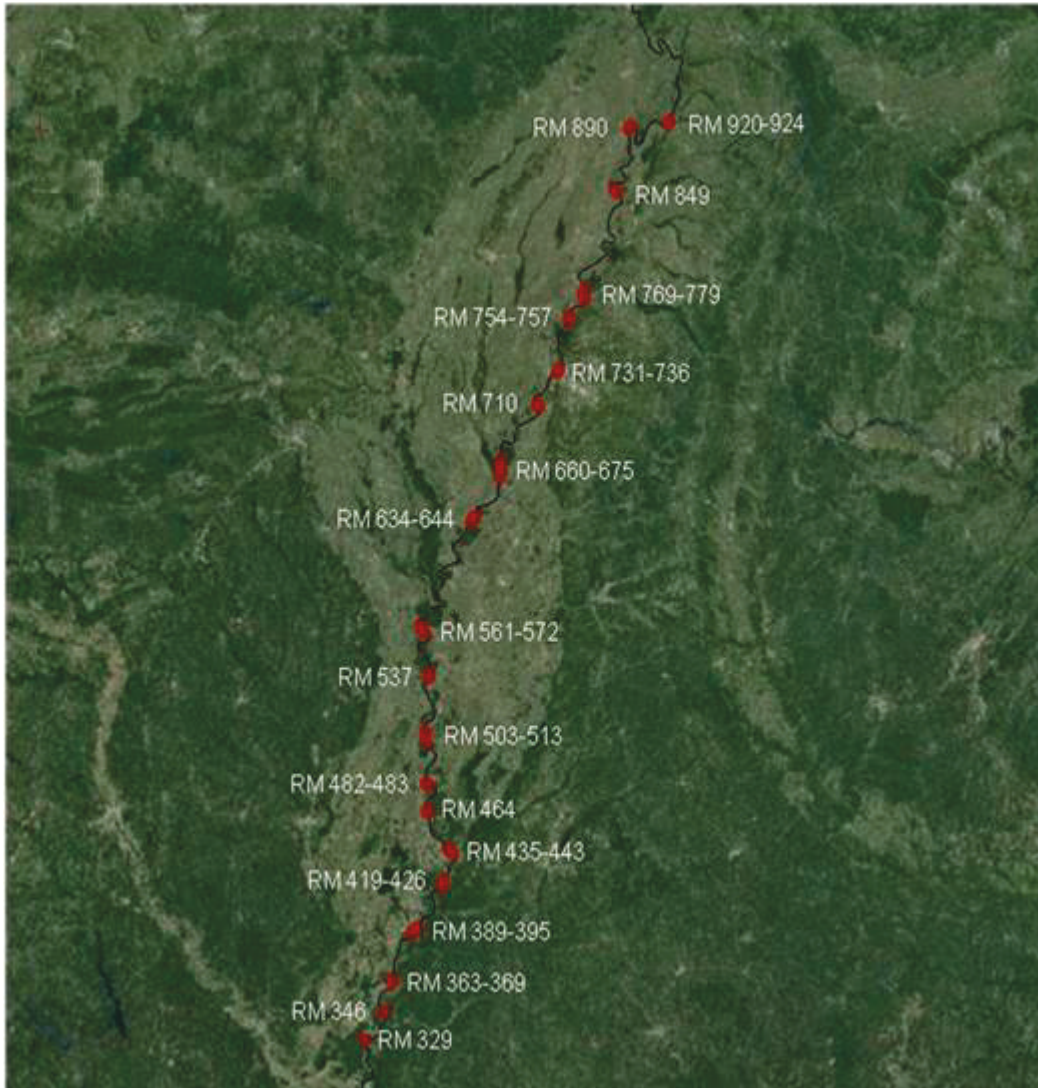 RM 890
RM 920-924
RM 849
RM 769-779
RM 754-757
RM 731-736
RM 710
RM 660-675
RM 634-644
RM 561-572
RM 537
RM 503-513
RM 482-483
RM 464
RM 435-443
RM 419-426
RM 389-395
RM 363-369
RM 346
RM 329